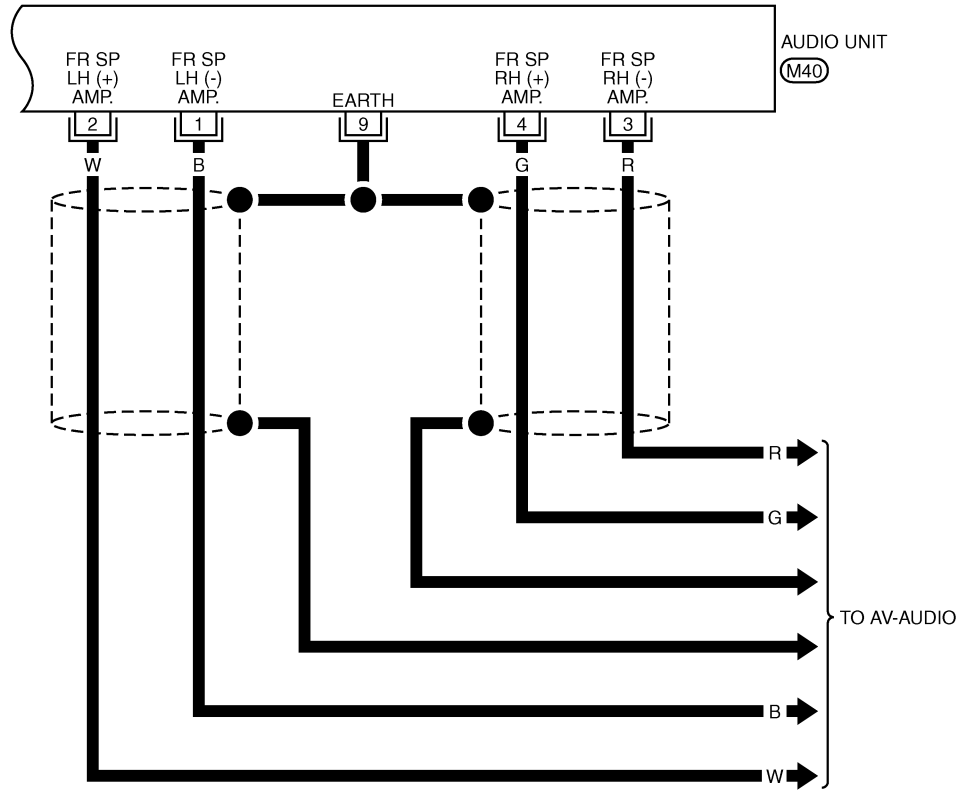 AUDIO UNIT
M40
FR SP
LH (+)
AMP.
FR SP
LH (-)
AMP.
EARTH
FR SP
RH (+)
AMP.
FR SP
RH (-)
AMP.
2
1
9
4
3
W
B
G
R
R
G
TO AV-AUDIO
B
W